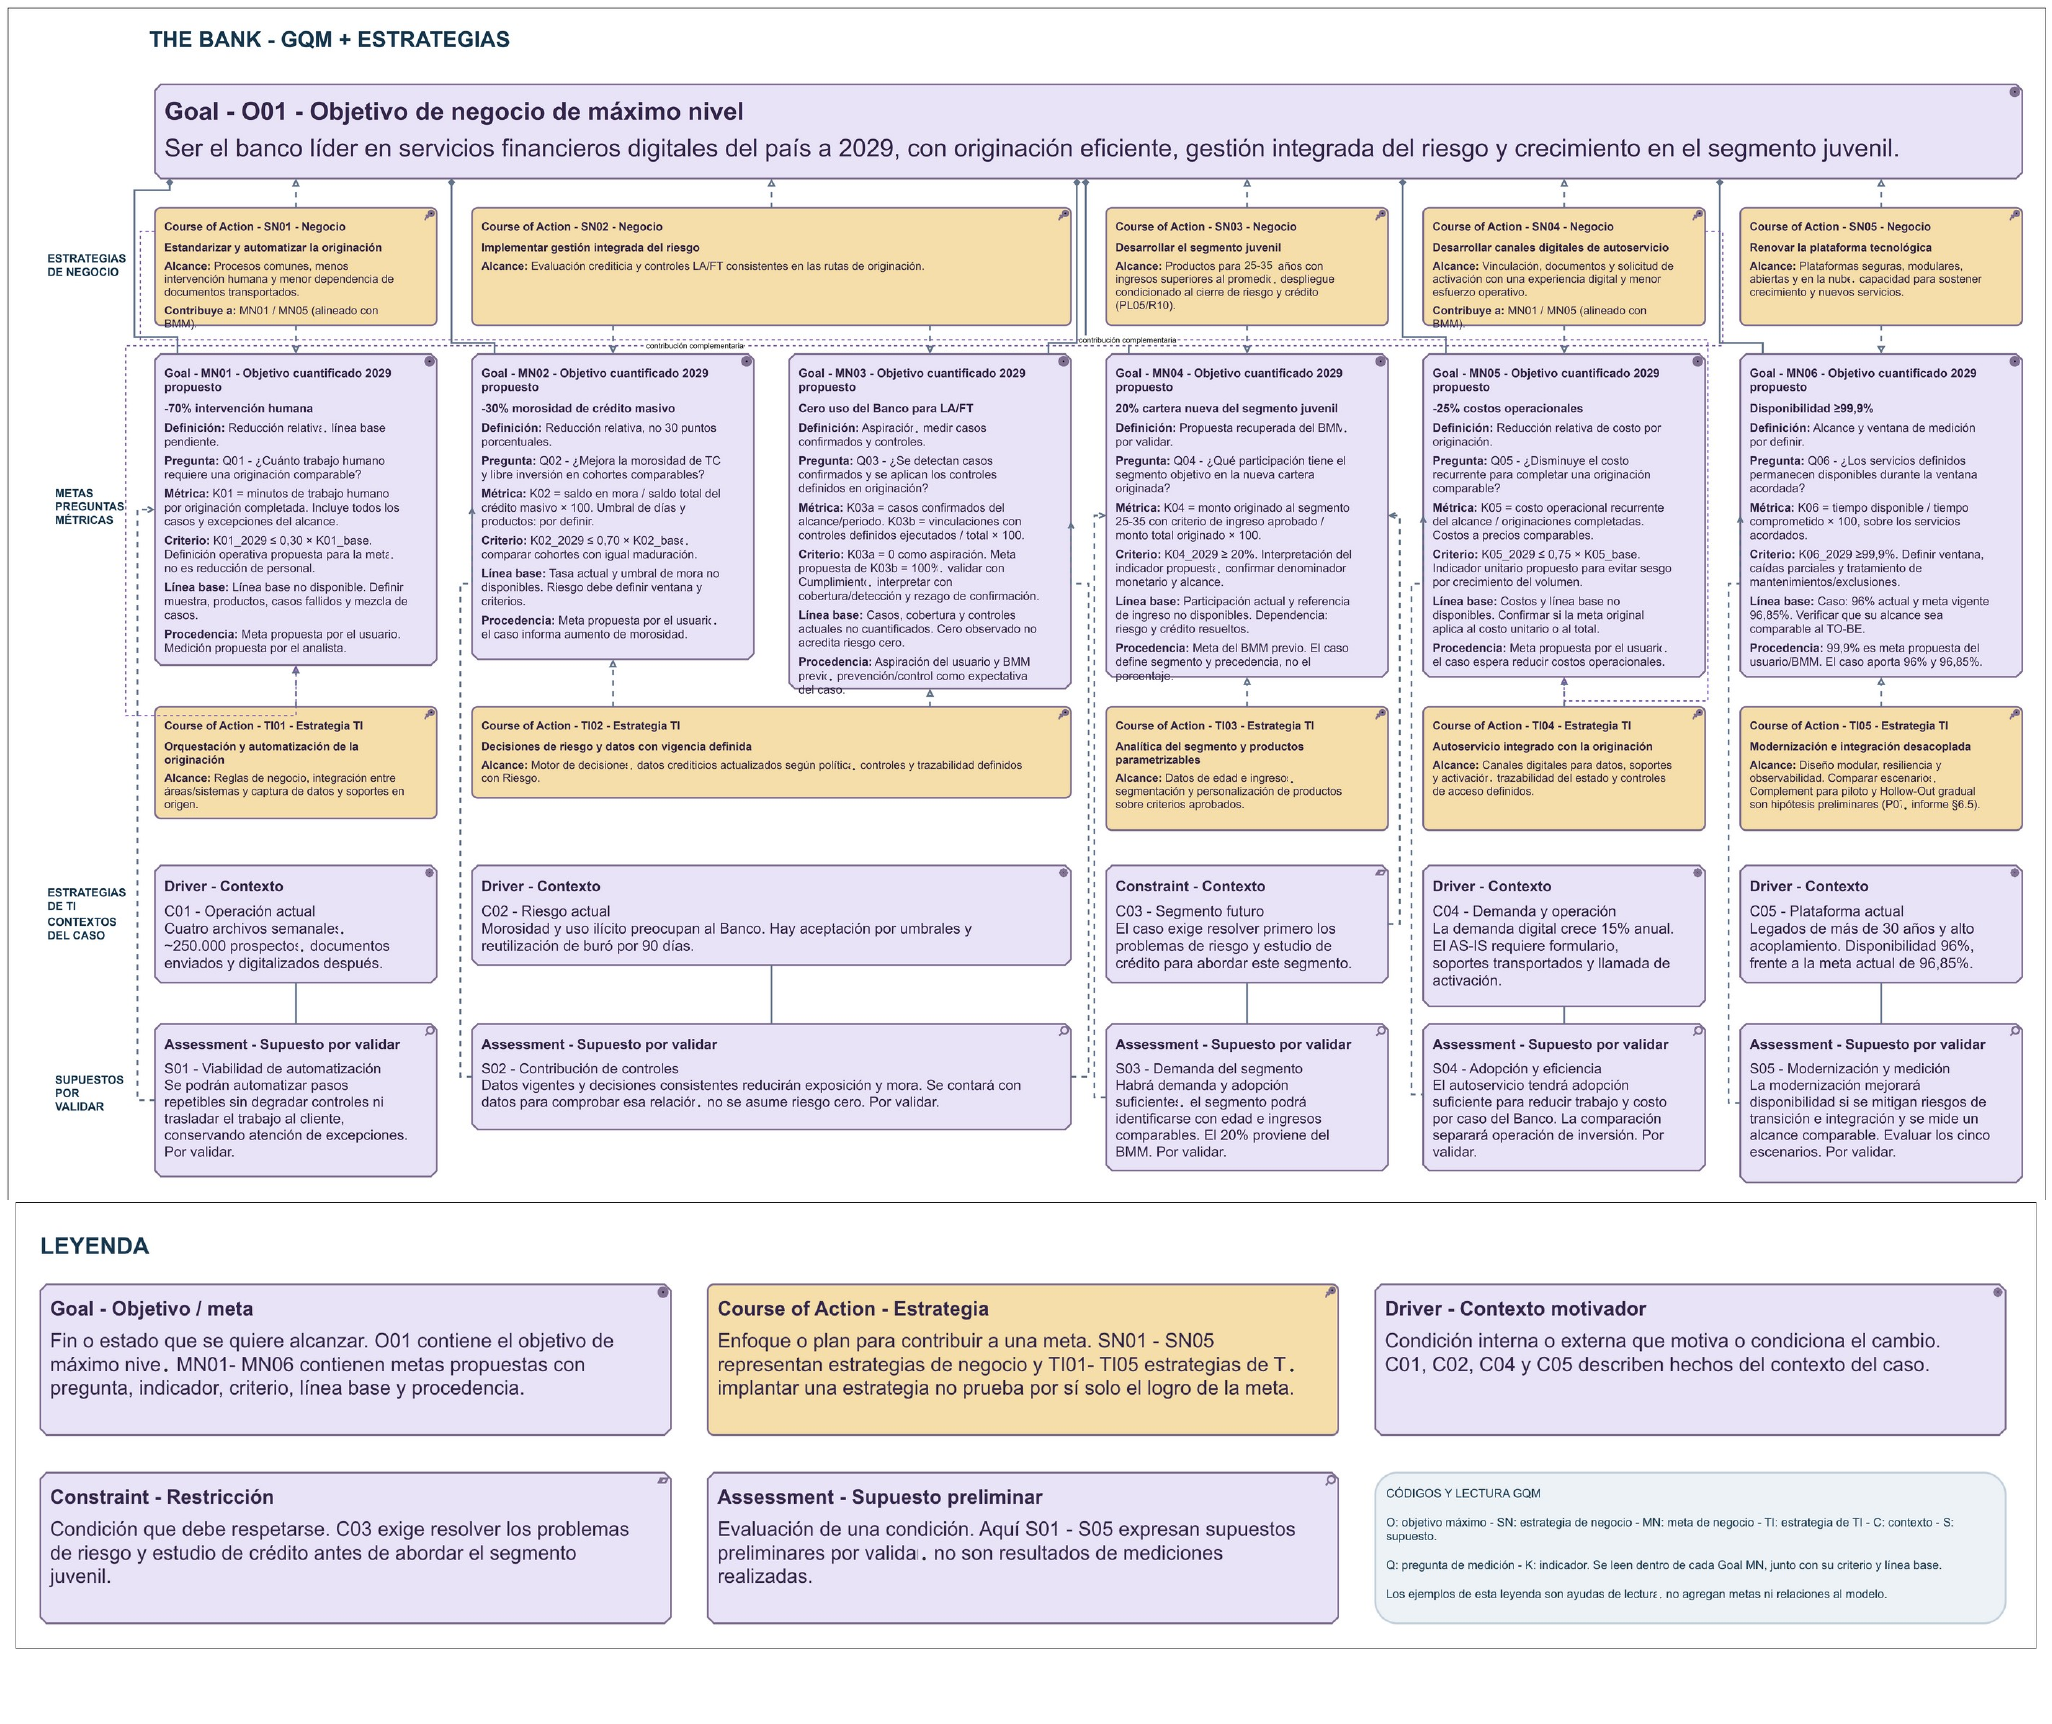 THE BANK - GQM + ESTRATEGIAS
Goal - O01 - Objetivo de negocio de máximo nivel
Ser el banco líder en servicios financieros digitales del país a 2029, con originación eficiente, gestión integrada del riesgo y crecimiento en el segmento juvenil.
ESTRATEGIAS
DE NEGOCIO
Course of Action - SN01 - Negocio
Estandarizar y automatizar la originación
Alcance: Procesos comunes, menos
intervención humana y menor dependencia de
documentos transportados.
Contribuye a: MN01 / MN05 (alineado con
BMM).
Course of Action - SN02 - Negocio
Implementar gestión integrada del riesgo
Alcance: Evaluación crediticia y controles LA/FT consistentes en las rutas de originación.
Course of Action - SN03 - Negocio
Desarrollar el segmento juvenil
Alcance: Productos para 25-35 años con
ingresos superiores al promedio, despliegue
condicionado al cierre de riesgo y crédito
(PL05/R10).
Course of Action - SN04 - Negocio
Desarrollar canales digitales de autoservicio
Alcance: Vinculación, documentos y solicitud de
activación con una experiencia digital y menor
esfuerzo operativo.
Contribuye a: MN01 / MN05 (alineado con
BMM).
Course of Action - SN05 - Negocio
Renovar la plataforma tecnológica
Alcance: Plataformas seguras, modulares,
abiertas y en la nube, capacidad para sostener
crecimiento y nuevos servicios.
contribución complementaria
contribución complementaria
METAS
PREGUNTAS
MÉTRICAS
Goal - MN01 - Objetivo cuantificado 2029
propuesto
-70% intervención humana
Definición: Reducción relativa, línea base
pendiente.
Pregunta: Q01 - ¿Cuánto trabajo humano
requiere una originación comparable?
Métrica: K01 = minutos de trabajo humano
por originación completada. Incluye todos los
casos y excepciones del alcance.
Criterio: K01_2029 ≤ 0,30 × K01_base.
Definición operativa propuesta para la meta,
no es reducción de personal.
Línea base: Línea base no disponible. Definir
muestra, productos, casos fallidos y mezcla de
casos.
Procedencia: Meta propuesta por el usuario.
Medición propuesta por el analista.
Goal - MN02 - Objetivo cuantificado 2029
propuesto
-30% morosidad de crédito masivo
Definición: Reducción relativa, no 30 puntos
porcentuales.
Pregunta: Q02 - ¿Mejora la morosidad de TC
y libre inversión en cohortes comparables?
Métrica: K02 = saldo en mora / saldo total del
crédito masivo × 100. Umbral de días y
productos: por definir.
Criterio: K02_2029 ≤ 0,70 × K02_base,
comparar cohortes con igual maduración.
Línea base: Tasa actual y umbral de mora no
disponibles. Riesgo debe definir ventana y
criterios.
Procedencia: Meta propuesta por el usuario,
el caso informa aumento de morosidad.
Goal - MN03 - Objetivo cuantificado 2029
propuesto
Cero uso del Banco para LA/FT
Definición: Aspiración, medir casos
confirmados y controles.
Pregunta: Q03 - ¿Se detectan casos
confirmados y se aplican los controles
definidos en originación?
Métrica: K03a = casos confirmados del
alcance/periodo. K03b = vinculaciones con
controles definidos ejecutados / total × 100.
Criterio: K03a = 0 como aspiración. Meta
propuesta de K03b = 100%, validar con
Cumplimiento, interpretar con
cobertura/detección y rezago de confirmación.
Línea base: Casos, cobertura y controles
actuales no cuantificados. Cero observado no
acredita riesgo cero.
Procedencia: Aspiración del usuario y BMM
previo, prevención/control como expectativa
del caso.
Goal - MN04 - Objetivo cuantificado 2029
propuesto
20% cartera nueva del segmento juvenil
Definición: Propuesta recuperada del BMM,
por validar.
Pregunta: Q04 - ¿Qué participación tiene el
segmento objetivo en la nueva cartera
originada?
Métrica: K04 = monto originado al segmento
25-35 con criterio de ingreso aprobado /
monto total originado × 100.
Criterio: K04_2029 ≥ 20%. Interpretación del
indicador propuesta, confirmar denominador
monetario y alcance.
Línea base: Participación actual y referencia
de ingreso no disponibles. Dependencia:
riesgo y crédito resueltos.
Procedencia: Meta del BMM previo. El caso
define segmento y precedencia, no el
porcentaje.
Goal - MN05 - Objetivo cuantificado 2029
propuesto
-25% costos operacionales
Definición: Reducción relativa de costo por
originación.
Pregunta: Q05 - ¿Disminuye el costo
recurrente para completar una originación
comparable?
Métrica: K05 = costo operacional recurrente
del alcance / originaciones completadas.
Costos a precios comparables.
Criterio: K05_2029 ≤ 0,75 × K05_base.
Indicador unitario propuesto para evitar sesgo
por crecimiento del volumen.
Línea base: Costos y línea base no
disponibles. Confirmar si la meta original
aplica al costo unitario o al total.
Procedencia: Meta propuesta por el usuario,
el caso espera reducir costos operacionales.
Goal - MN06 - Objetivo cuantificado 2029
propuesto
Disponibilidad ≥99,9%
Definición: Alcance y ventana de medición
por definir.
Pregunta: Q06 - ¿Los servicios definidos
permanecen disponibles durante la ventana
acordada?
Métrica: K06 = tiempo disponible / tiempo
comprometido × 100, sobre los servicios
acordados.
Criterio: K06_2029 ≥99,9%. Definir ventana,
caídas parciales y tratamiento de
mantenimientos/exclusiones.
Línea base: Caso: 96% actual y meta vigente
96,85%. Verificar que su alcance sea
comparable al TO-BE.
Procedencia: 99,9% es meta propuesta del
usuario/BMM. El caso aporta 96% y 96,85%.
Course of Action - TI01 - Estrategia TI
Orquestación y automatización de la
originación
Alcance: Reglas de negocio, integración entre
áreas/sistemas y captura de datos y soportes en
origen.
Course of Action - TI02 - Estrategia TI
Decisiones de riesgo y datos con vigencia definida
Alcance: Motor de decisiones, datos crediticios actualizados según política, controles y trazabilidad definidos
con Riesgo.
Course of Action - TI03 - Estrategia TI
Analítica del segmento y productos
parametrizables
Alcance: Datos de edad e ingresos,
segmentación y personalización de productos
sobre criterios aprobados.
Course of Action - TI04 - Estrategia TI
Autoservicio integrado con la originación
Alcance: Canales digitales para datos, soportes
y activación, trazabilidad del estado y controles
de acceso definidos.
Course of Action - TI05 - Estrategia TI
Modernización e integración desacoplada
Alcance: Diseño modular, resiliencia y
observabilidad. Comparar escenarios,
Complement para piloto y Hollow-Out gradual
son hipótesis preliminares (P07, informe §6.5).
ESTRATEGIAS
DE TI
CONTEXTOS
DEL CASO
Driver - Contexto
C01 - Operación actual
Cuatro archivos semanales,
~250.000 prospectos, documentos
enviados y digitalizados después.
Driver - Contexto
C02 - Riesgo actual
Morosidad y uso ilícito preocupan al Banco. Hay aceptación por umbrales y
reutilización de buró por 90 días.
Constraint - Contexto
C03 - Segmento futuro
El caso exige resolver primero los
problemas de riesgo y estudio de
crédito para abordar este segmento.
Driver - Contexto
C04 - Demanda y operación
La demanda digital crece 15% anual.
El AS-IS requiere formulario,
soportes transportados y llamada de
activación.
Driver - Contexto
C05 - Plataforma actual
Legados de más de 30 años y alto
acoplamiento. Disponibilidad 96%,
frente a la meta actual de 96,85%.
SUPUESTOS
POR
VALIDAR
Assessment - Supuesto por validar
S01 - Viabilidad de automatización
Se podrán automatizar pasos
repetibles sin degradar controles ni
trasladar el trabajo al cliente,
conservando atención de excepciones.
Por validar.
Assessment - Supuesto por validar
S02 - Contribución de controles
Datos vigentes y decisiones consistentes reducirán exposición y mora. Se contará con
datos para comprobar esa relación, no se asume riesgo cero. Por validar.
Assessment - Supuesto por validar
S03 - Demanda del segmento
Habrá demanda y adopción
suficientes, el segmento podrá
identificarse con edad e ingresos
comparables. El 20% proviene del
BMM. Por validar.
Assessment - Supuesto por validar
S04 - Adopción y eficiencia
El autoservicio tendrá adopción
suficiente para reducir trabajo y costo
por caso del Banco. La comparación
separará operación de inversión. Por
validar.
Assessment - Supuesto por validar
S05 - Modernización y medición
La modernización mejorará
disponibilidad si se mitigan riesgos de
transición e integración y se mide un
alcance comparable. Evaluar los cinco
escenarios. Por validar.
LEYENDA
Goal - Objetivo / meta
Fin o estado que se quiere alcanzar. O01 contiene el objetivo de
máximo nivel, MN01- MN06 contienen metas propuestas con
pregunta, indicador, criterio, línea base y procedencia.
Course of Action - Estrategia
Enfoque o plan para contribuir a una meta. SN01 - SN05
representan estrategias de negocio y TI01- TI05 estrategias de T.
implantar una estrategia no prueba por sí solo el logro de la meta.
Driver - Contexto motivador
Condición interna o externa que motiva o condiciona el cambio.
C01, C02, C04 y C05 describen hechos del contexto del caso.
Constraint - Restricción
Condición que debe respetarse. C03 exige resolver los problemas
de riesgo y estudio de crédito antes de abordar el segmento
juvenil.
Assessment - Supuesto preliminar
Evaluación de una condición. Aquí S01 - S05 expresan supuestos
preliminares por validar, no son resultados de mediciones
realizadas.
CÓDIGOS Y LECTURA GQM
O: objetivo máximo - SN: estrategia de negocio - MN: meta de negocio - TI: estrategia de TI - C: contexto - S:
supuesto.
Q: pregunta de medición - K: indicador. Se leen dentro de cada Goal MN, junto con su criterio y línea base.
Los ejemplos de esta leyenda son ayudas de lectura, no agregan metas ni relaciones al modelo.